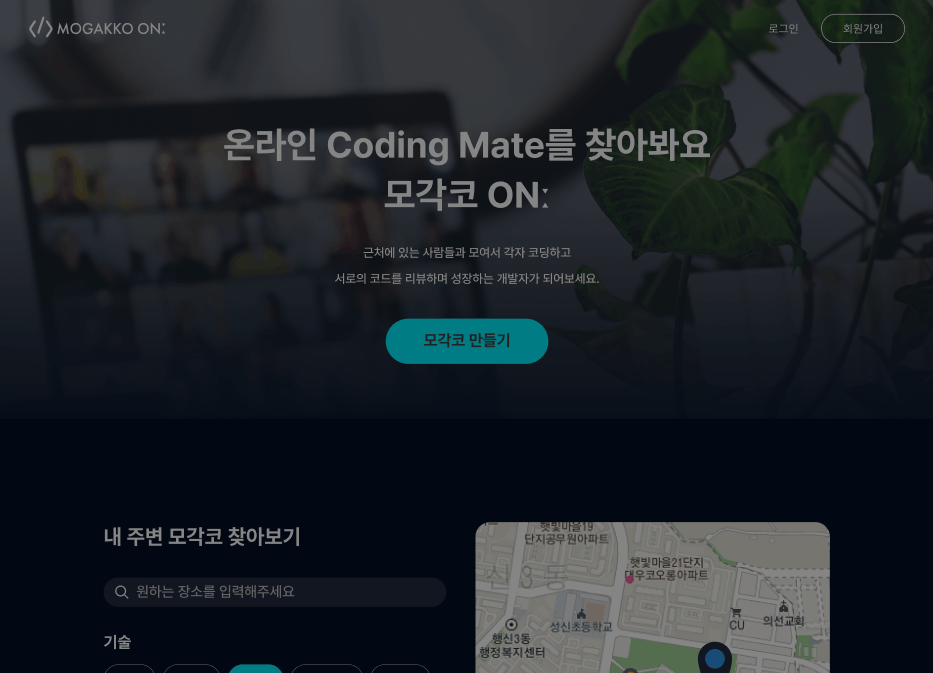 MOGAKKO ON:
로그인
회원가입
온라인 Coding Mate를 찾아봐요
모각코 ON:
근처에 있는 사람들과 모여서 각자 코딩하고
서로의 코드를 리뷰하며 성장하는 개발자가 되어보세요.
모각코 만들기
내 주변 모각코 찾아보기
원하는 장소를 입력해주세요
기술
햇빛마을19
단지공무원아파트
햇빛마을21단지
대우코오롱아파트
신3동
성신초등학교
CU
의선교회
행신3동
행정복지센터